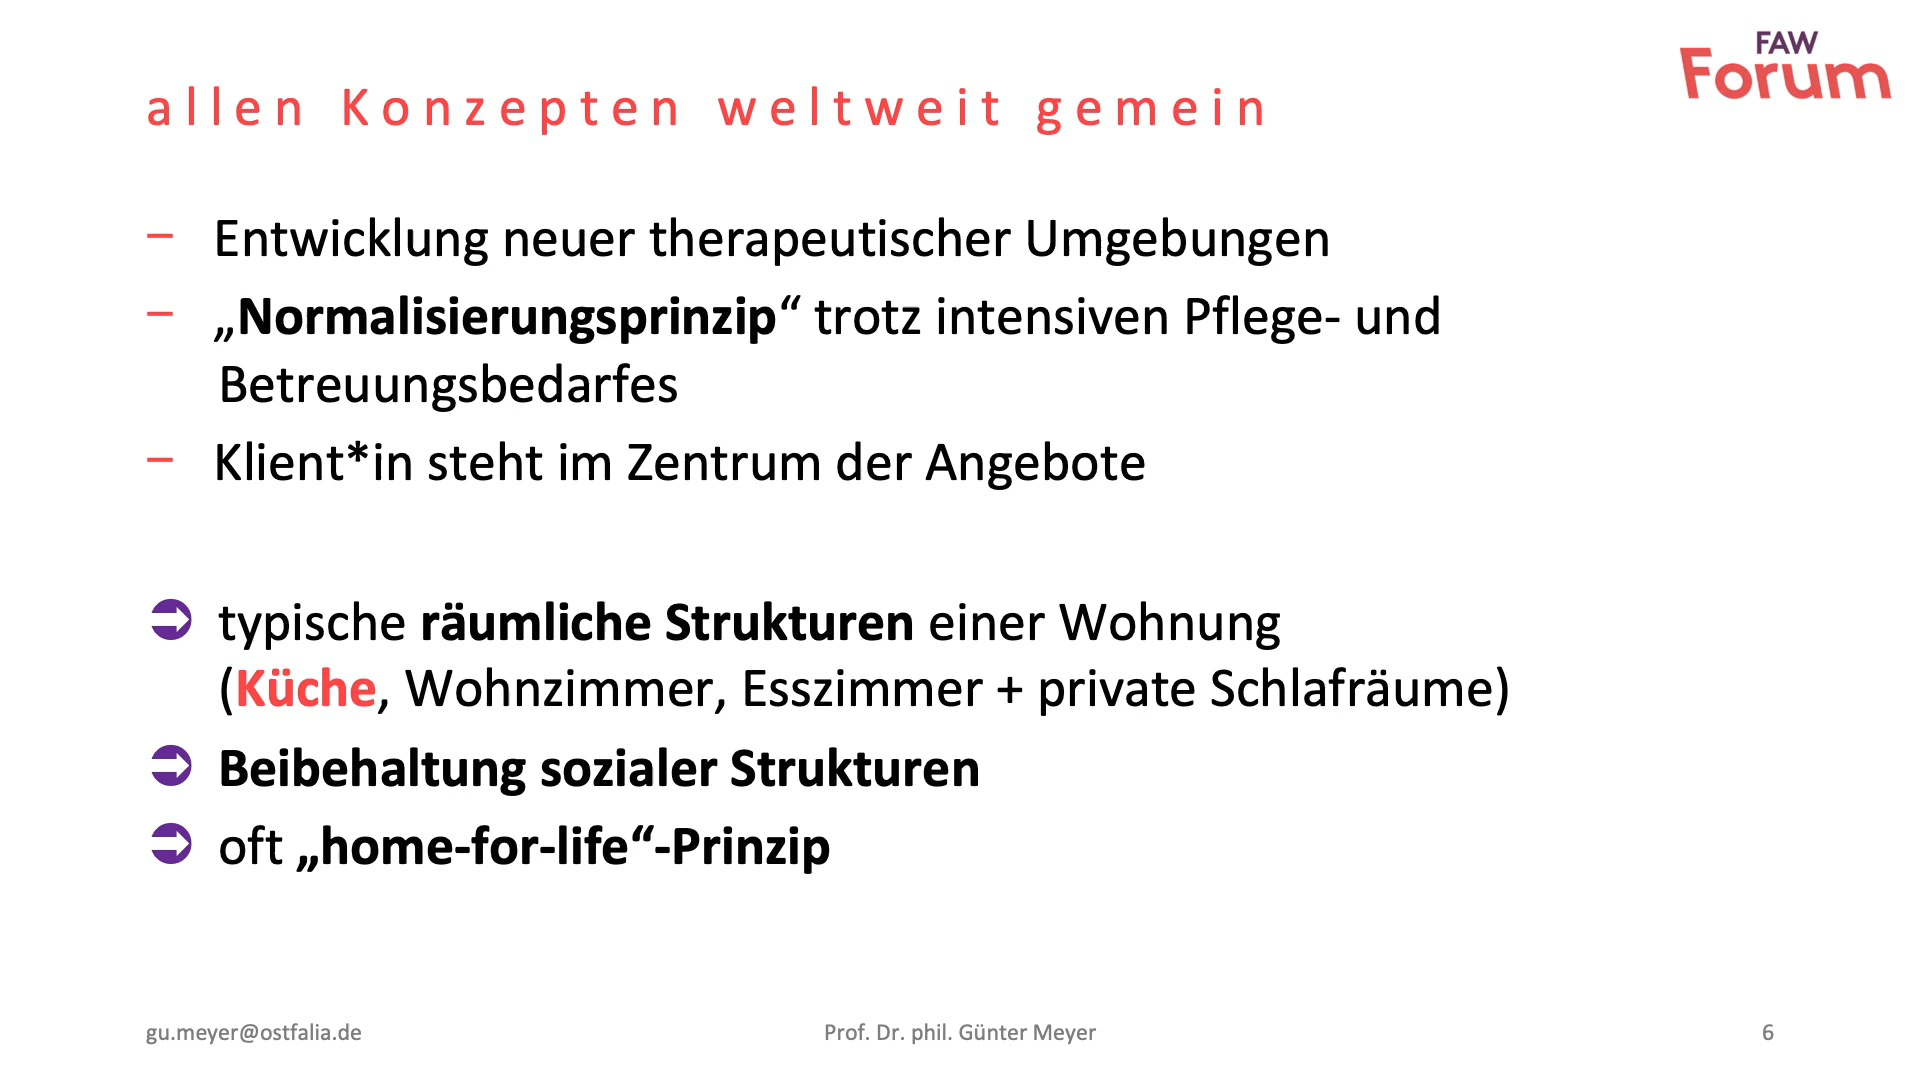 FAW
Forum
allen Konzepten weltweit gemein
– Entwicklung neuer therapeutischer Umgebungen
– „Normalisierungsprinzip“ trotz intensiven Pflege- und
Betreuungsbedarfes
– Klient*in steht im Zentrum der Angebote
➲ typische räumliche Strukturen einer Wohnung
(Küche, Wohnzimmer, Esszimmer + private Schlafräume)
➲ Beibehaltung sozialer Strukturen
➲ oft „home-for-life“-Prinzip
gu.meyer@ostfalia.de Prof. Dr. phil. Günter Meyer 6